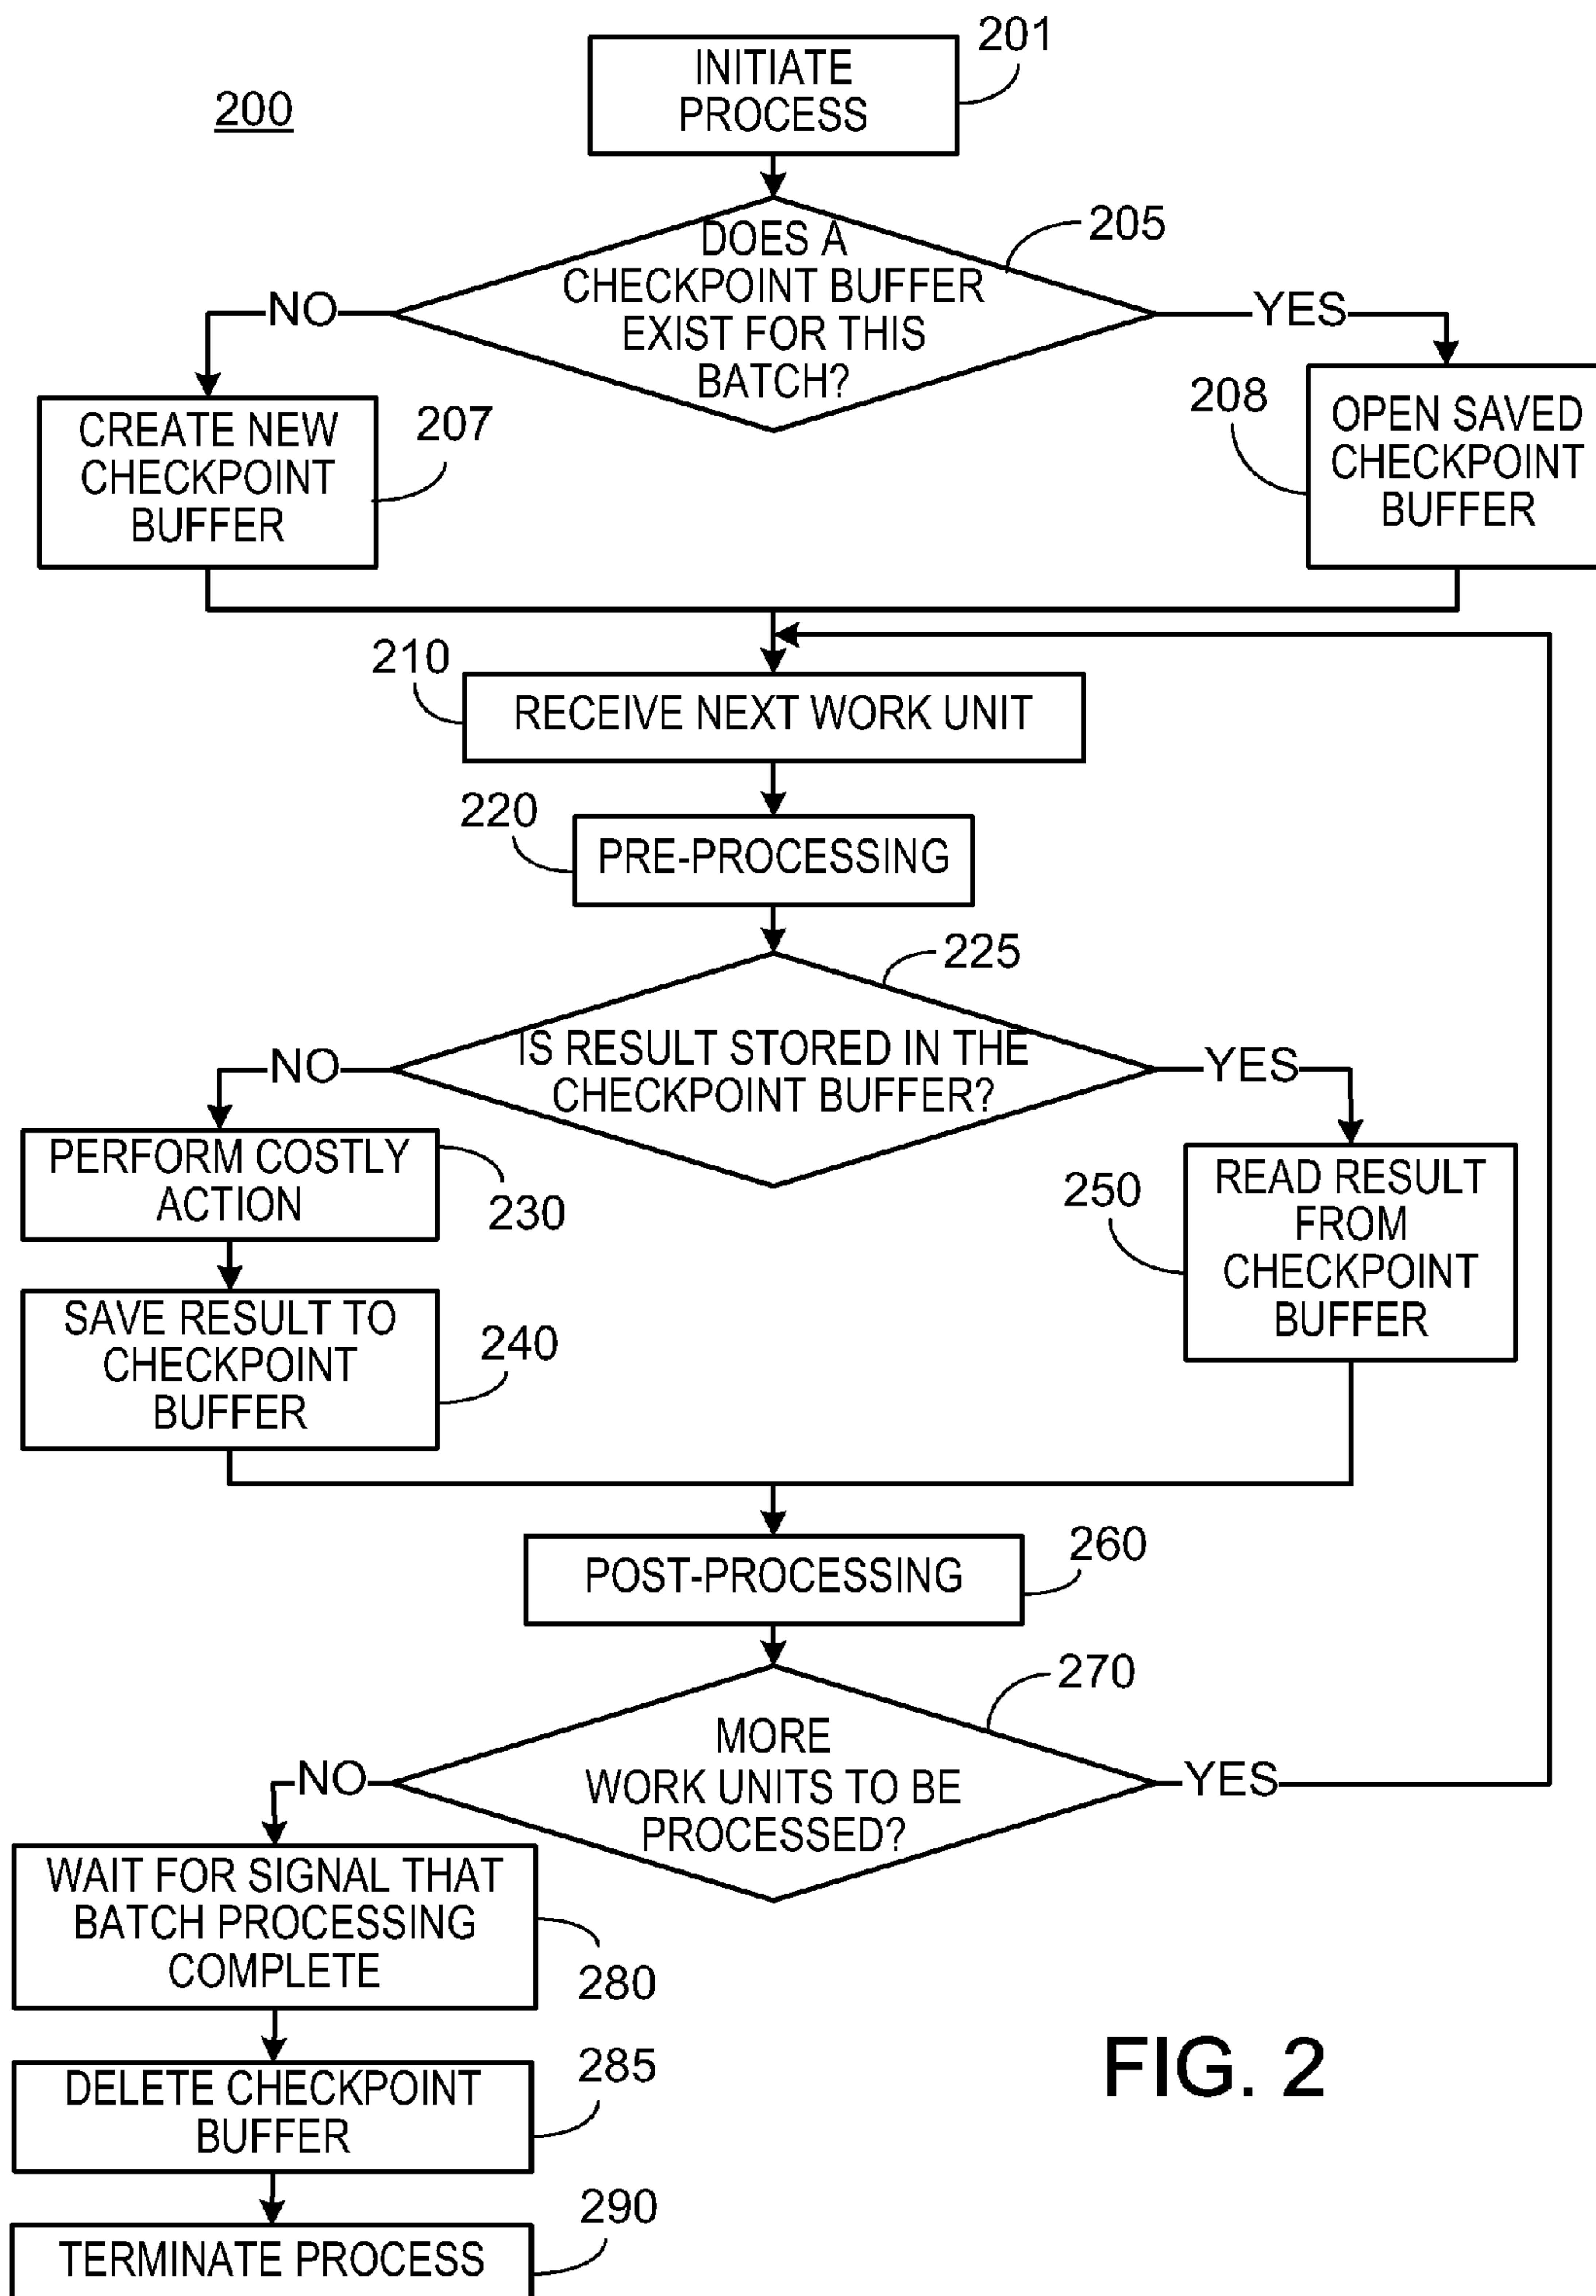 200
INITIATE
PROCESS
201
DOES A
CHECKPOINT BUFFER
EXIST FOR THIS
BATCH?
205
NO
YES
CREATE NEW
CHECKPOINT
BUFFER
207
208
OPEN SAVED
CHECKPOINT
BUFFER
210
RECEIVE NEXT WORK UNIT
220
PRE-PROCESSING
225
IS RESULT STORED IN THE
CHECKPOINT BUFFER?
NO
YES
PERFORM COSTLY
ACTION
230
250
READ RESULT
FROM
CHECKPOINT
BUFFER
SAVE RESULT TO
CHECKPOINT
BUFFER
240
POST-PROCESSING
260
270
MORE
WORK UNITS TO BE
PROCESSED?
NO
YES
WAIT FOR SIGNAL THAT
BATCH PROCESSING
COMPLETE
280
DELETE CHECKPOINT
BUFFER
285
TERMINATE PROCESS
290
FIG. 2